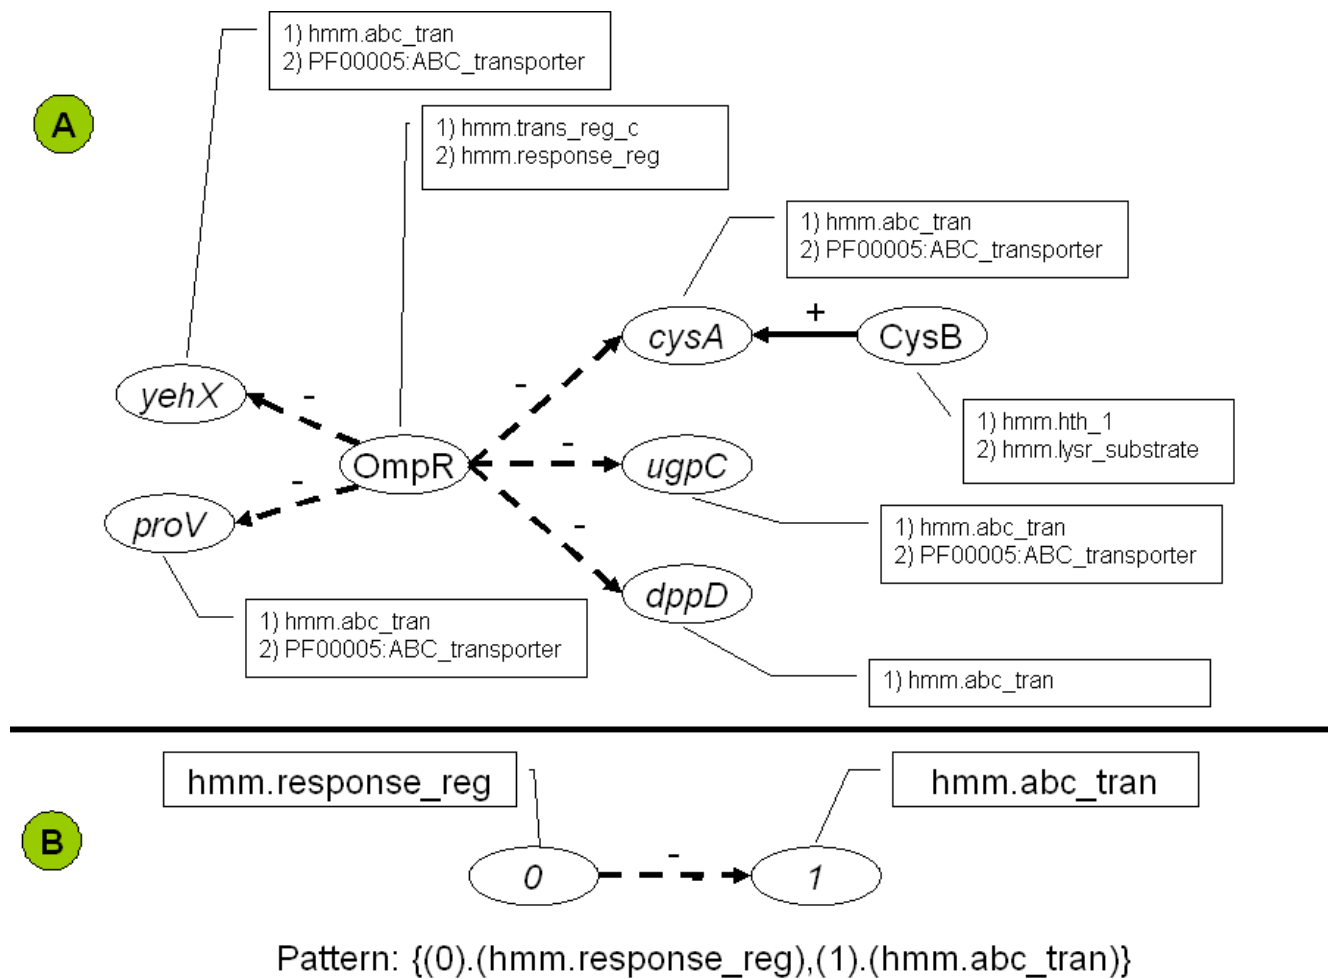 1) hmm.abc_tran
2) PF00005:ABC_transporter
A
1) hmm.trans_reg_c
2) hmm.response_reg
1) hmm.abc_tran
2) PF00005:ABC_transporter
+
cysA
CysB
-
yehX
-
1) hmm.hth_1
2) hmm.lysr_substrate
OmpR
-
ugpC
-
proV
1) hmm.abc_tran
2) PF00005:ABC_transporter
-
dppD
1) hmm.abc_tran
2) PF00005:ABC_transporter
1) hmm.abc_tran
hmm.response_reg
hmm.abc_tran
B
0
-
1
Pattern: {(0).(hmm.response_reg),(1).(hmm.abc_tran)}